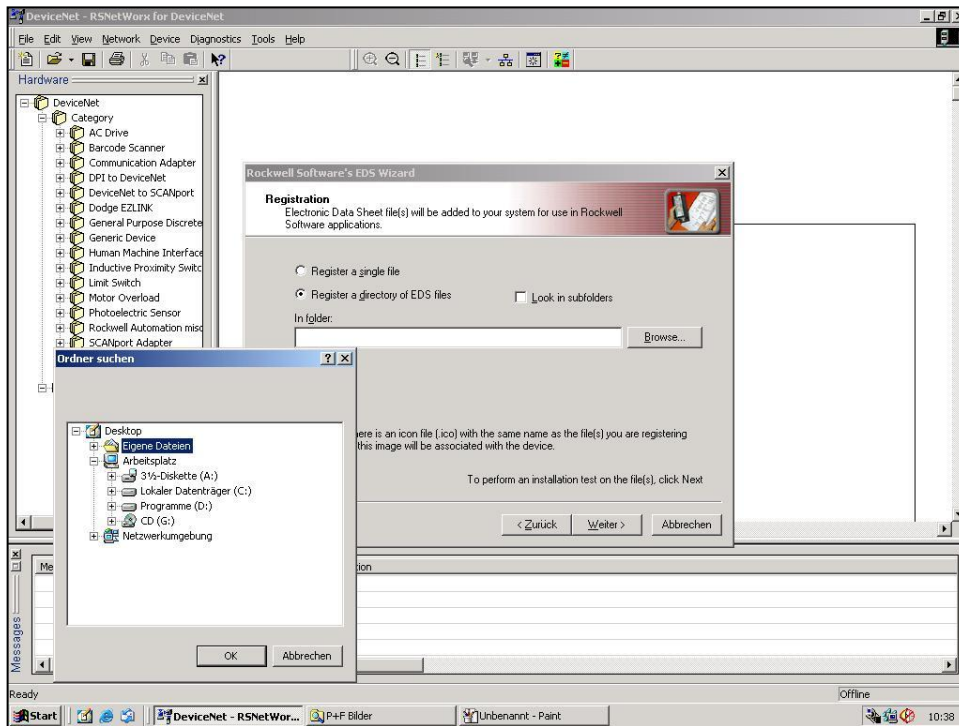 DeviceNet - RSNetWorx for DeviceNet
File Edit View Network Device Diagnostics Tools Help
Hardware
DeviceNet
Category
AC Drive
Barcode Scanner
Communication Adapter
DPI to DeviceNet
DeviceNet to SCANport
Dodge EZLINK
General Purpose Discrete
Generic Device
Human Machine Interface
Inductive Proximity Switc
Limit Switch
Motor Overload
Photoelectric Sensor
Rockwell Automation misc
SCANport Adapter
Rockwell Software's EDS Wizard
Registration
Electronic Data Sheet file(s) will be added to your system for use in Rockwell
Software applications.
Register a single file
Register a directory of EDS files
Look in subfolders
In folder:
Browse...
here is an icon file (.ico) with the same name as the file(s) you are registering
this image will be associated with the device.
To perform an installation test on the file(s), click Next
< Zurück Weiter > Abbrechen
Ordner suchen
Desktop
Eigene Dateien
Arbeitsplatz
3½-Diskette (A:)
Lokaler Datenträger (C:)
Programme (D:)
CD (G:)
Netzwerkumgebung
OK Abbrechen
Messages
Me
tion
Ready
Offline
Start DeviceNet - RSNetWor... P+F Bilder Unbenannt - Paint 10:38